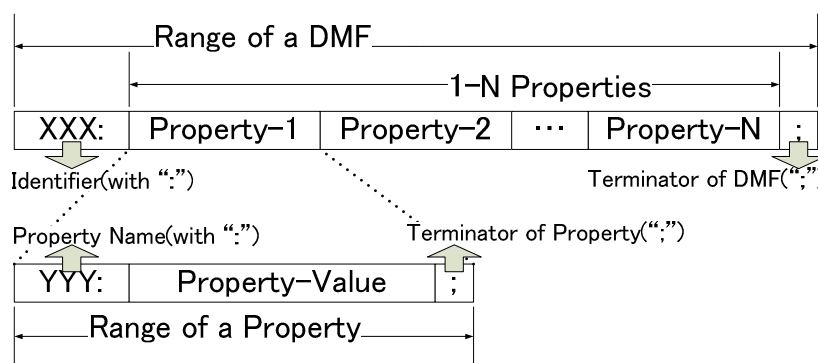 Range of a DMF
1-N Properties
XXX: Property-1 Property-2 ··· Property-N ;
Identifier(with “:”)
Terminator of DMF(“;”)
Property Name(with “:”)
Terminator of Property(“;”)
YYY: Property-Value ;
Range of a Property